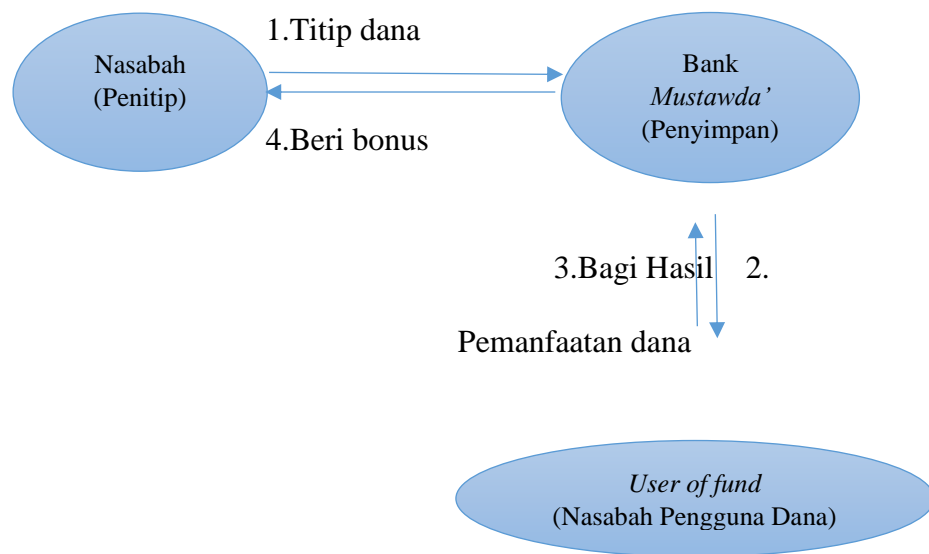 1.Titip dana
Nasabah
(Penitip)
Bank
Mustawda’
(Penyimpan)
4.Beri bonus
3.Bagi Hasil 2.
Pemanfaatan dana
User of fund
(Nasabah Pengguna Dana)